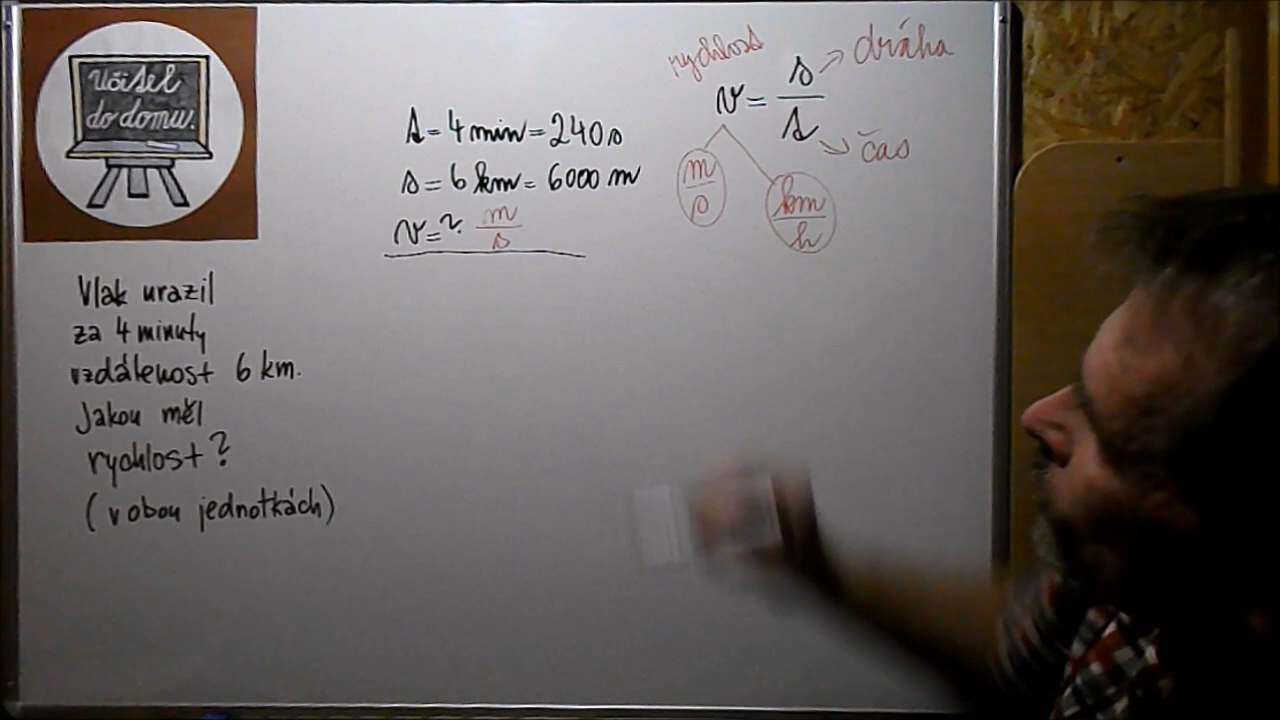 Učitel
do domu.
t = 4 min = 240 s
s = 6 km = 6000 m
v = ? m/s
rychlost
v = s/t
dráha
čas
m/s
km/h
Vlak urazil
za 4 minuty
vzdálenost 6 km.
Jakou měl
rychlost?
(v obou jednotkách)